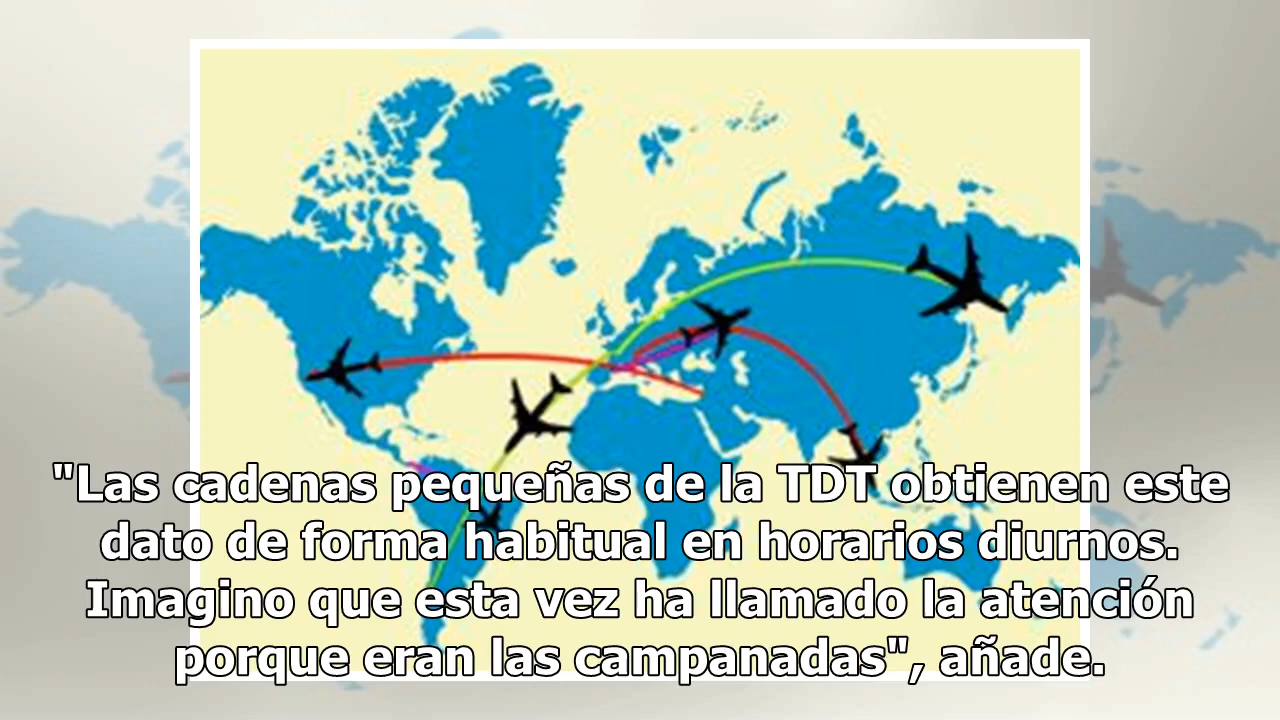 "Las cadenas pequeñas de la TDT obtienen este
dato de forma habitual en horarios diurnos.
Imagino que esta vez ha llamado la atención
porque eran las campanadas", añade.